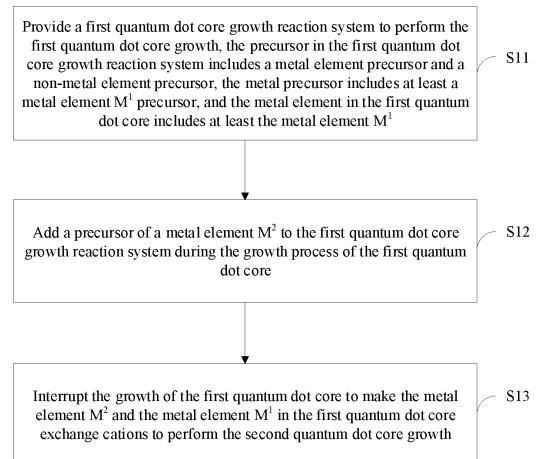 Provide a first quantum dot core growth reaction system to perform the
first quantum dot core growth, the precursor in the first quantum dot
core growth reaction system includes a metal element precursor and a
non-metal element precursor, the metal precursor includes at least a
metal element M¹ precursor, and the metal element in the first quantum
dot core includes at least the metal element M¹
S11
Add a precursor of a metal element M² to the first quantum dot core
growth reaction system during the growth process of the first quantum
dot core
S12
Interrupt the growth of the first quantum dot core to make the metal
element M² and the metal element M¹ in the first quantum dot core
exchange cations to perform the second quantum dot core growth
S13